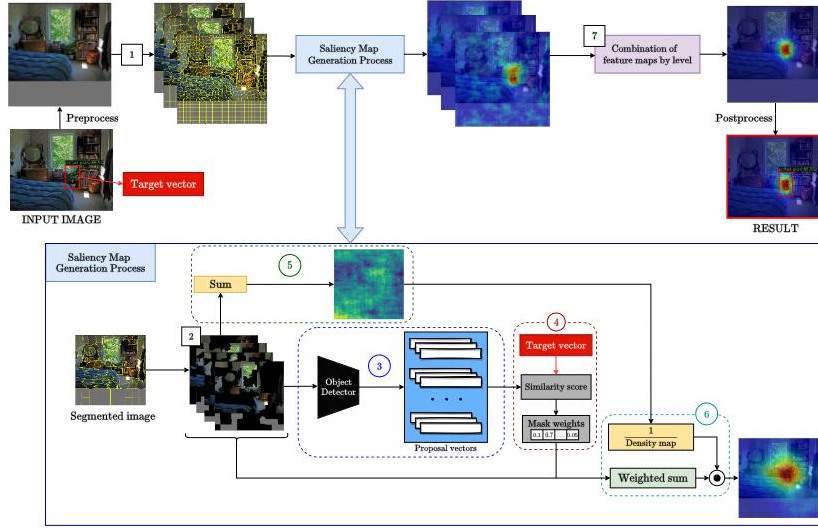 1
Saliency Map
Generation Process
7
Combination of
feature maps by level
Preprocess
Postprocess
Target vector
INPUT IMAGE
RESULT
Saliency Map
Generation Process
5
Sum
2
4
Target vector
3
Object
Detector
Similarity score
Segmented image
. . .
Mask weights
0.1 0.7 ... 0.05
6
1
Density map
Proposal vectors
Weighted sum